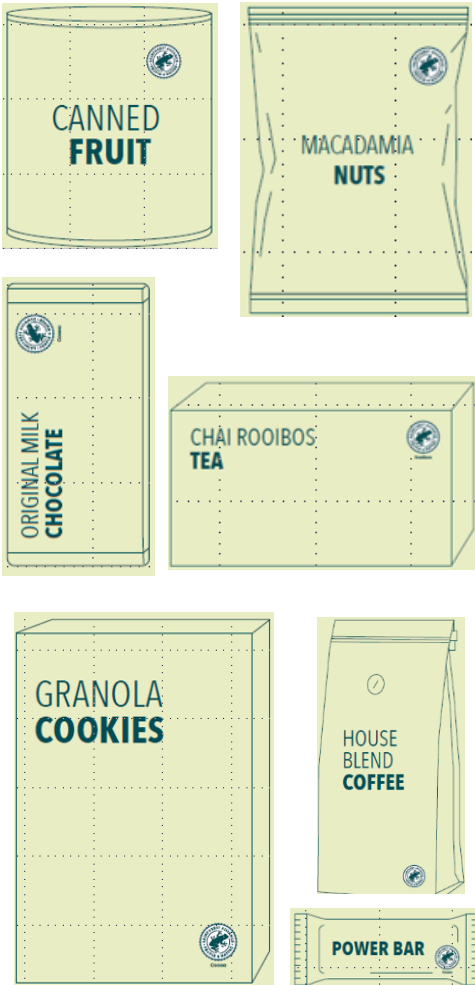 CANNED
FRUIT
MACADAMIA
NUTS
ORIGINAL MILK
CHOCOLATE
CHAI ROOIBOS
TEA
GRANOLA
COOKIES
HOUSE
BLEND
COFFEE
POWER BAR